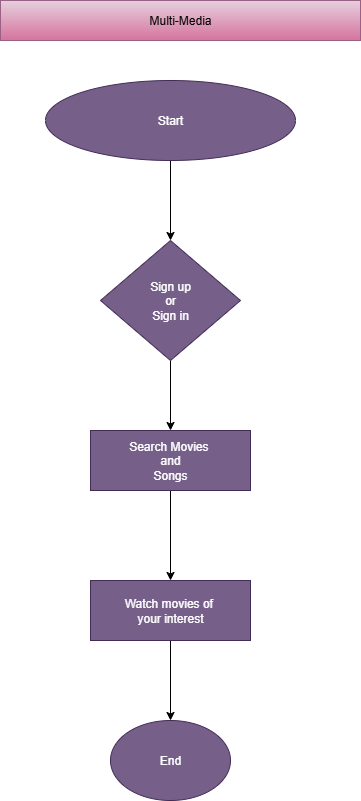 Multi-Media
Start
Sign up
or
Sign in
Search Movies
and
Songs
Watch movies of
your interest
End